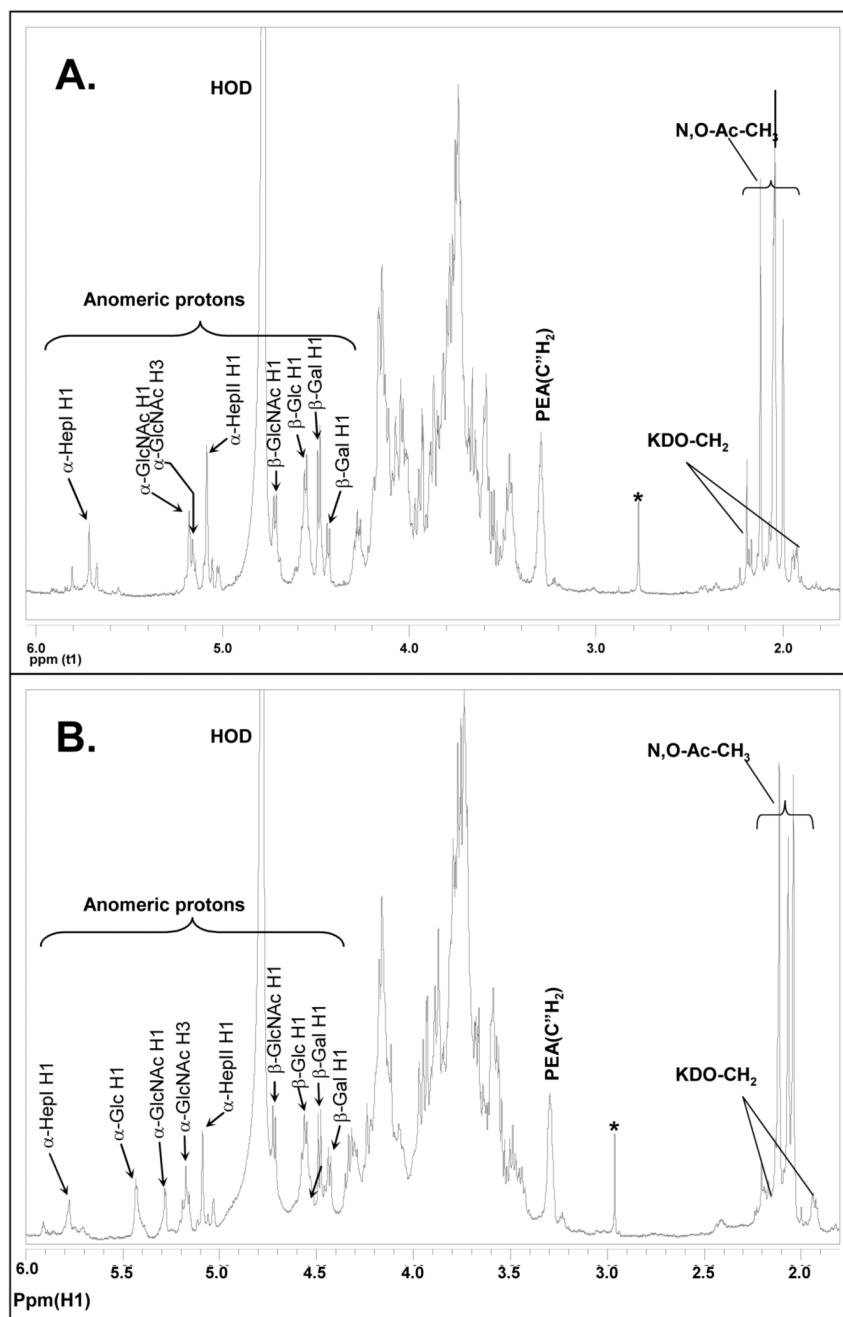 A.
HOD
N,O-Ac-CH₃
Anomeric protons
α-HepI H1
α-GlcNAc H1
α-GlcNAc H3
α-HepII H1
β-GlcNAc H1
β-Glc H1
β-Gal H1
β-Gal H1
PEA(C”H₂)
KDO-CH₂
*
6.0 5.0 4.0 3.0 2.0
ppm (t1)
B.
HOD
N,O-Ac-CH₃
Anomeric protons
α-HepI H1
α-Glc H1
α-GlcNAc H1
α-GlcNAc H3
α-HepII H1
β-GlcNAc H1
β-Glc H1
β-Gal H1
β-Gal H1
PEA(C”H₂)
KDO-CH₂
*
6.0 5.5 5.0 4.5 4.0 3.5 3.0 2.5 2.0
Ppm(H1)